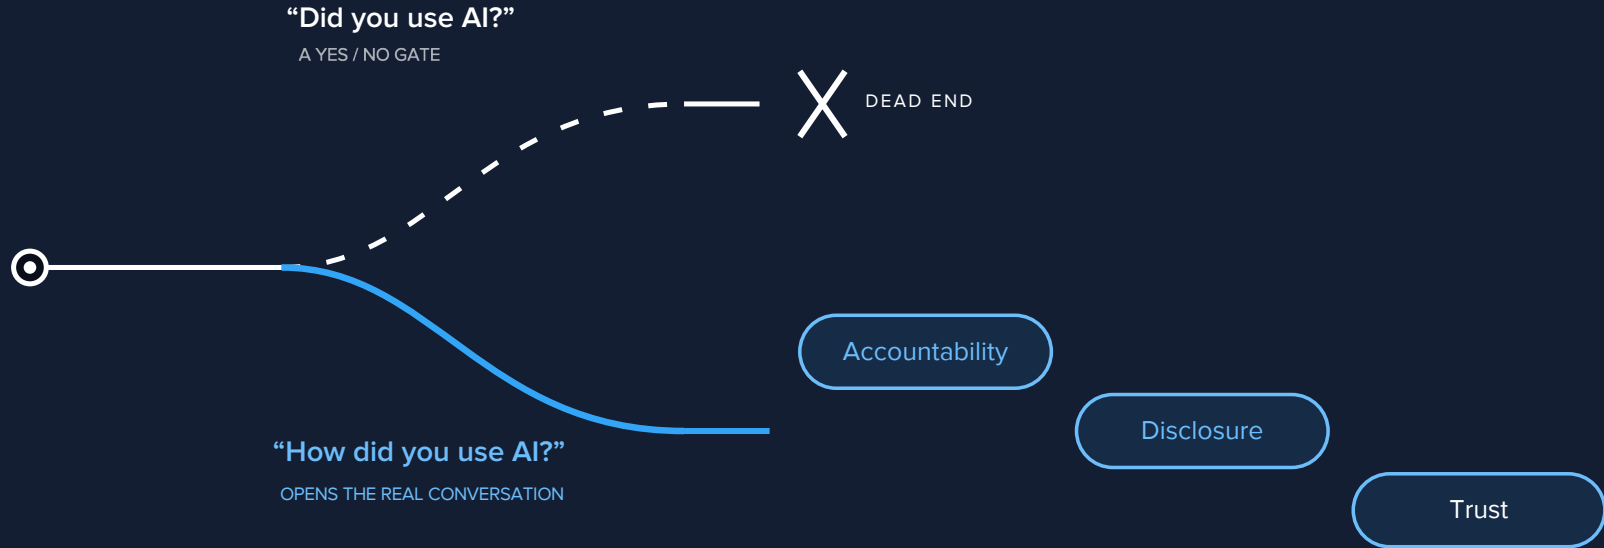 “Did you use AI?”
A YES / NO GATE
DEAD END
Accountability
Disclosure
“How did you use AI?”
OPENS THE REAL CONVERSATION
Trust